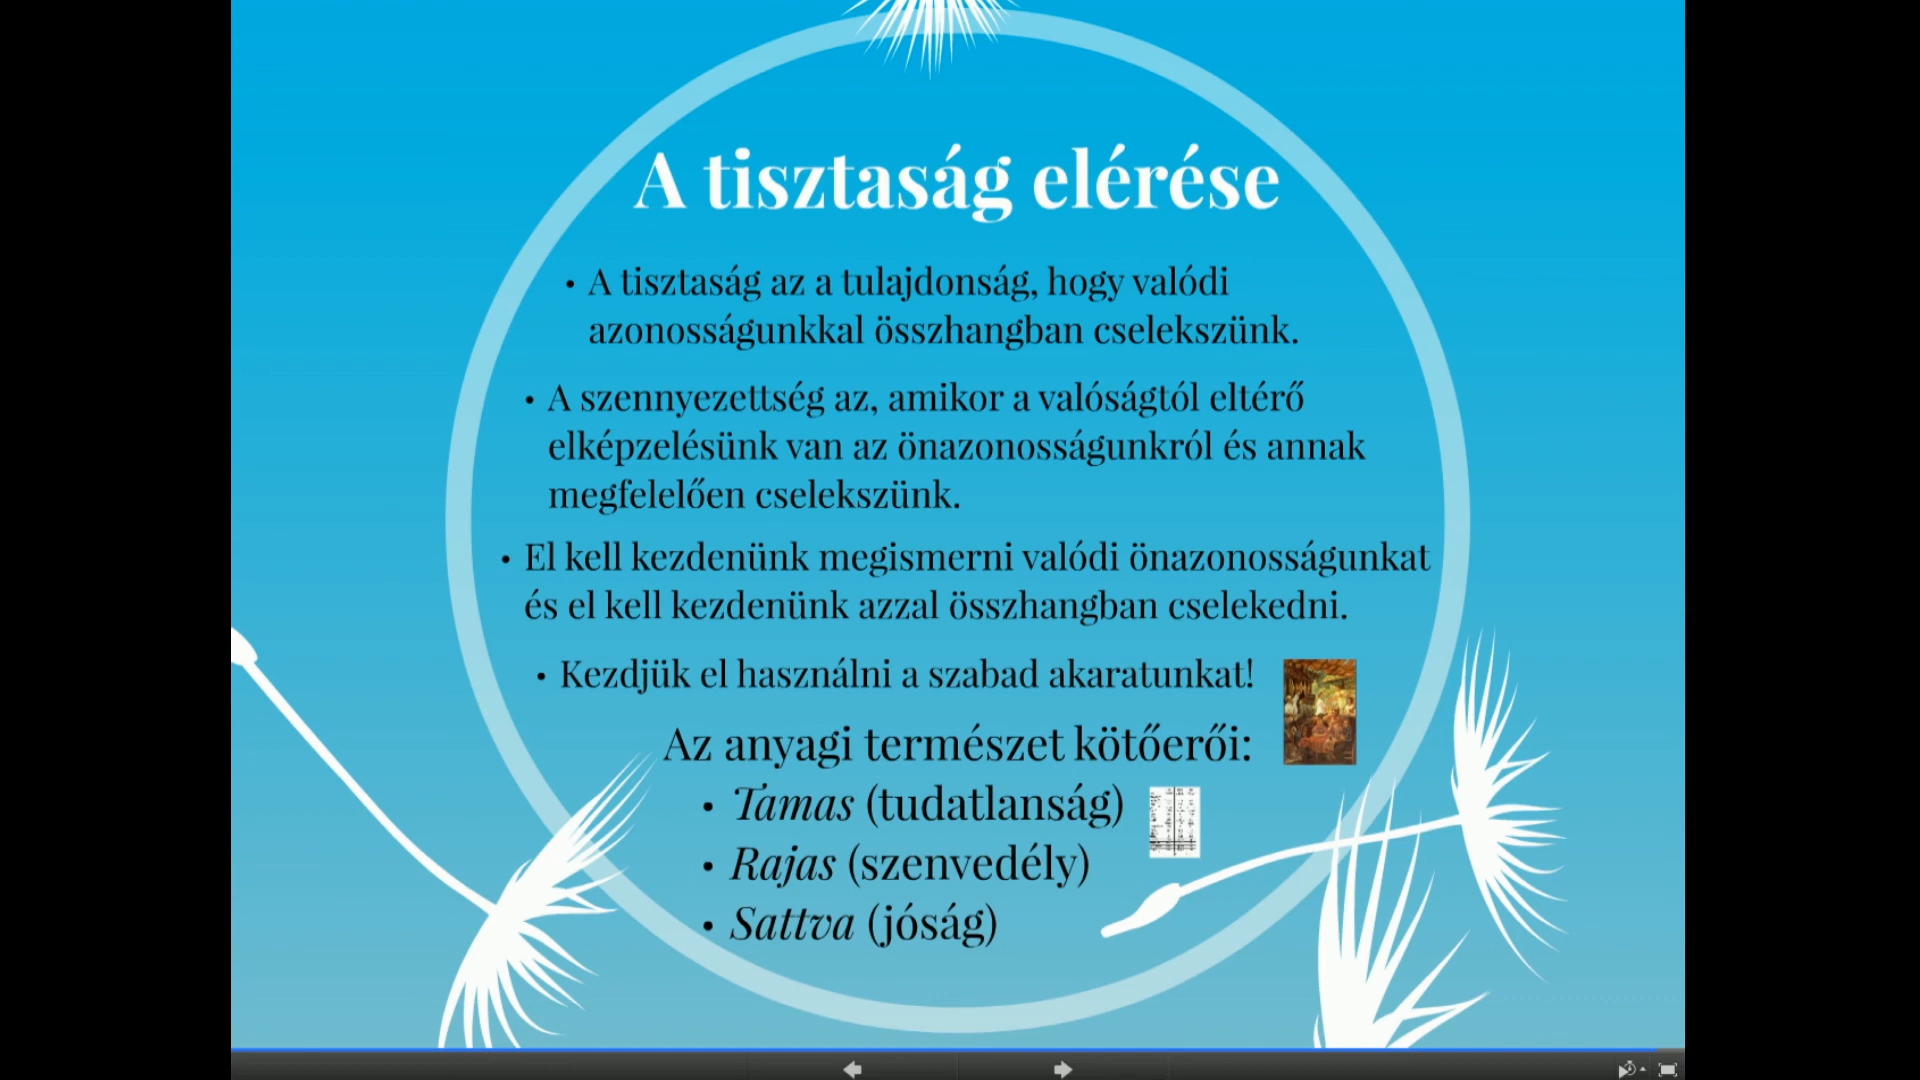 A tisztaság elérése
• A tisztaság az a tulajdonság, hogy valódi
azonosságunkkal összhangban cselekszünk.
• A szennyezettség az, amikor a valóságtól eltérő
elképzelésünk van az önazonosságunkról és annak
megfelelően cselekszünk.
• El kell kezdenünk megismerni valódi önazonosságunkat
és el kell kezdenünk azzal összhangban cselekedni.
• Kezdjük el használni a szabad akaratunkat!
Az anyagi természet kötőerői:
• Tamas (tudatlanság)
• Rajas (szenvedély)
• Sattva (jóság)